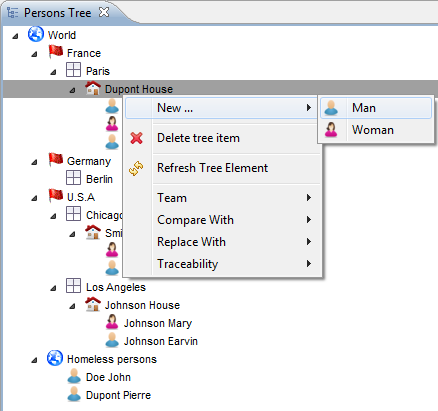 Persons Tree
World
France
Paris
Dupont House
New ...
Man
Woman
Delete tree item
Refresh Tree Element
Germany
Berlin
U.S.A
Team
Chicago
Compare With
Smi
Replace With
Traceability
Los Angeles
Johnson House
Johnson Mary
Johnson Earvin
Homeless persons
Doe John
Dupont Pierre